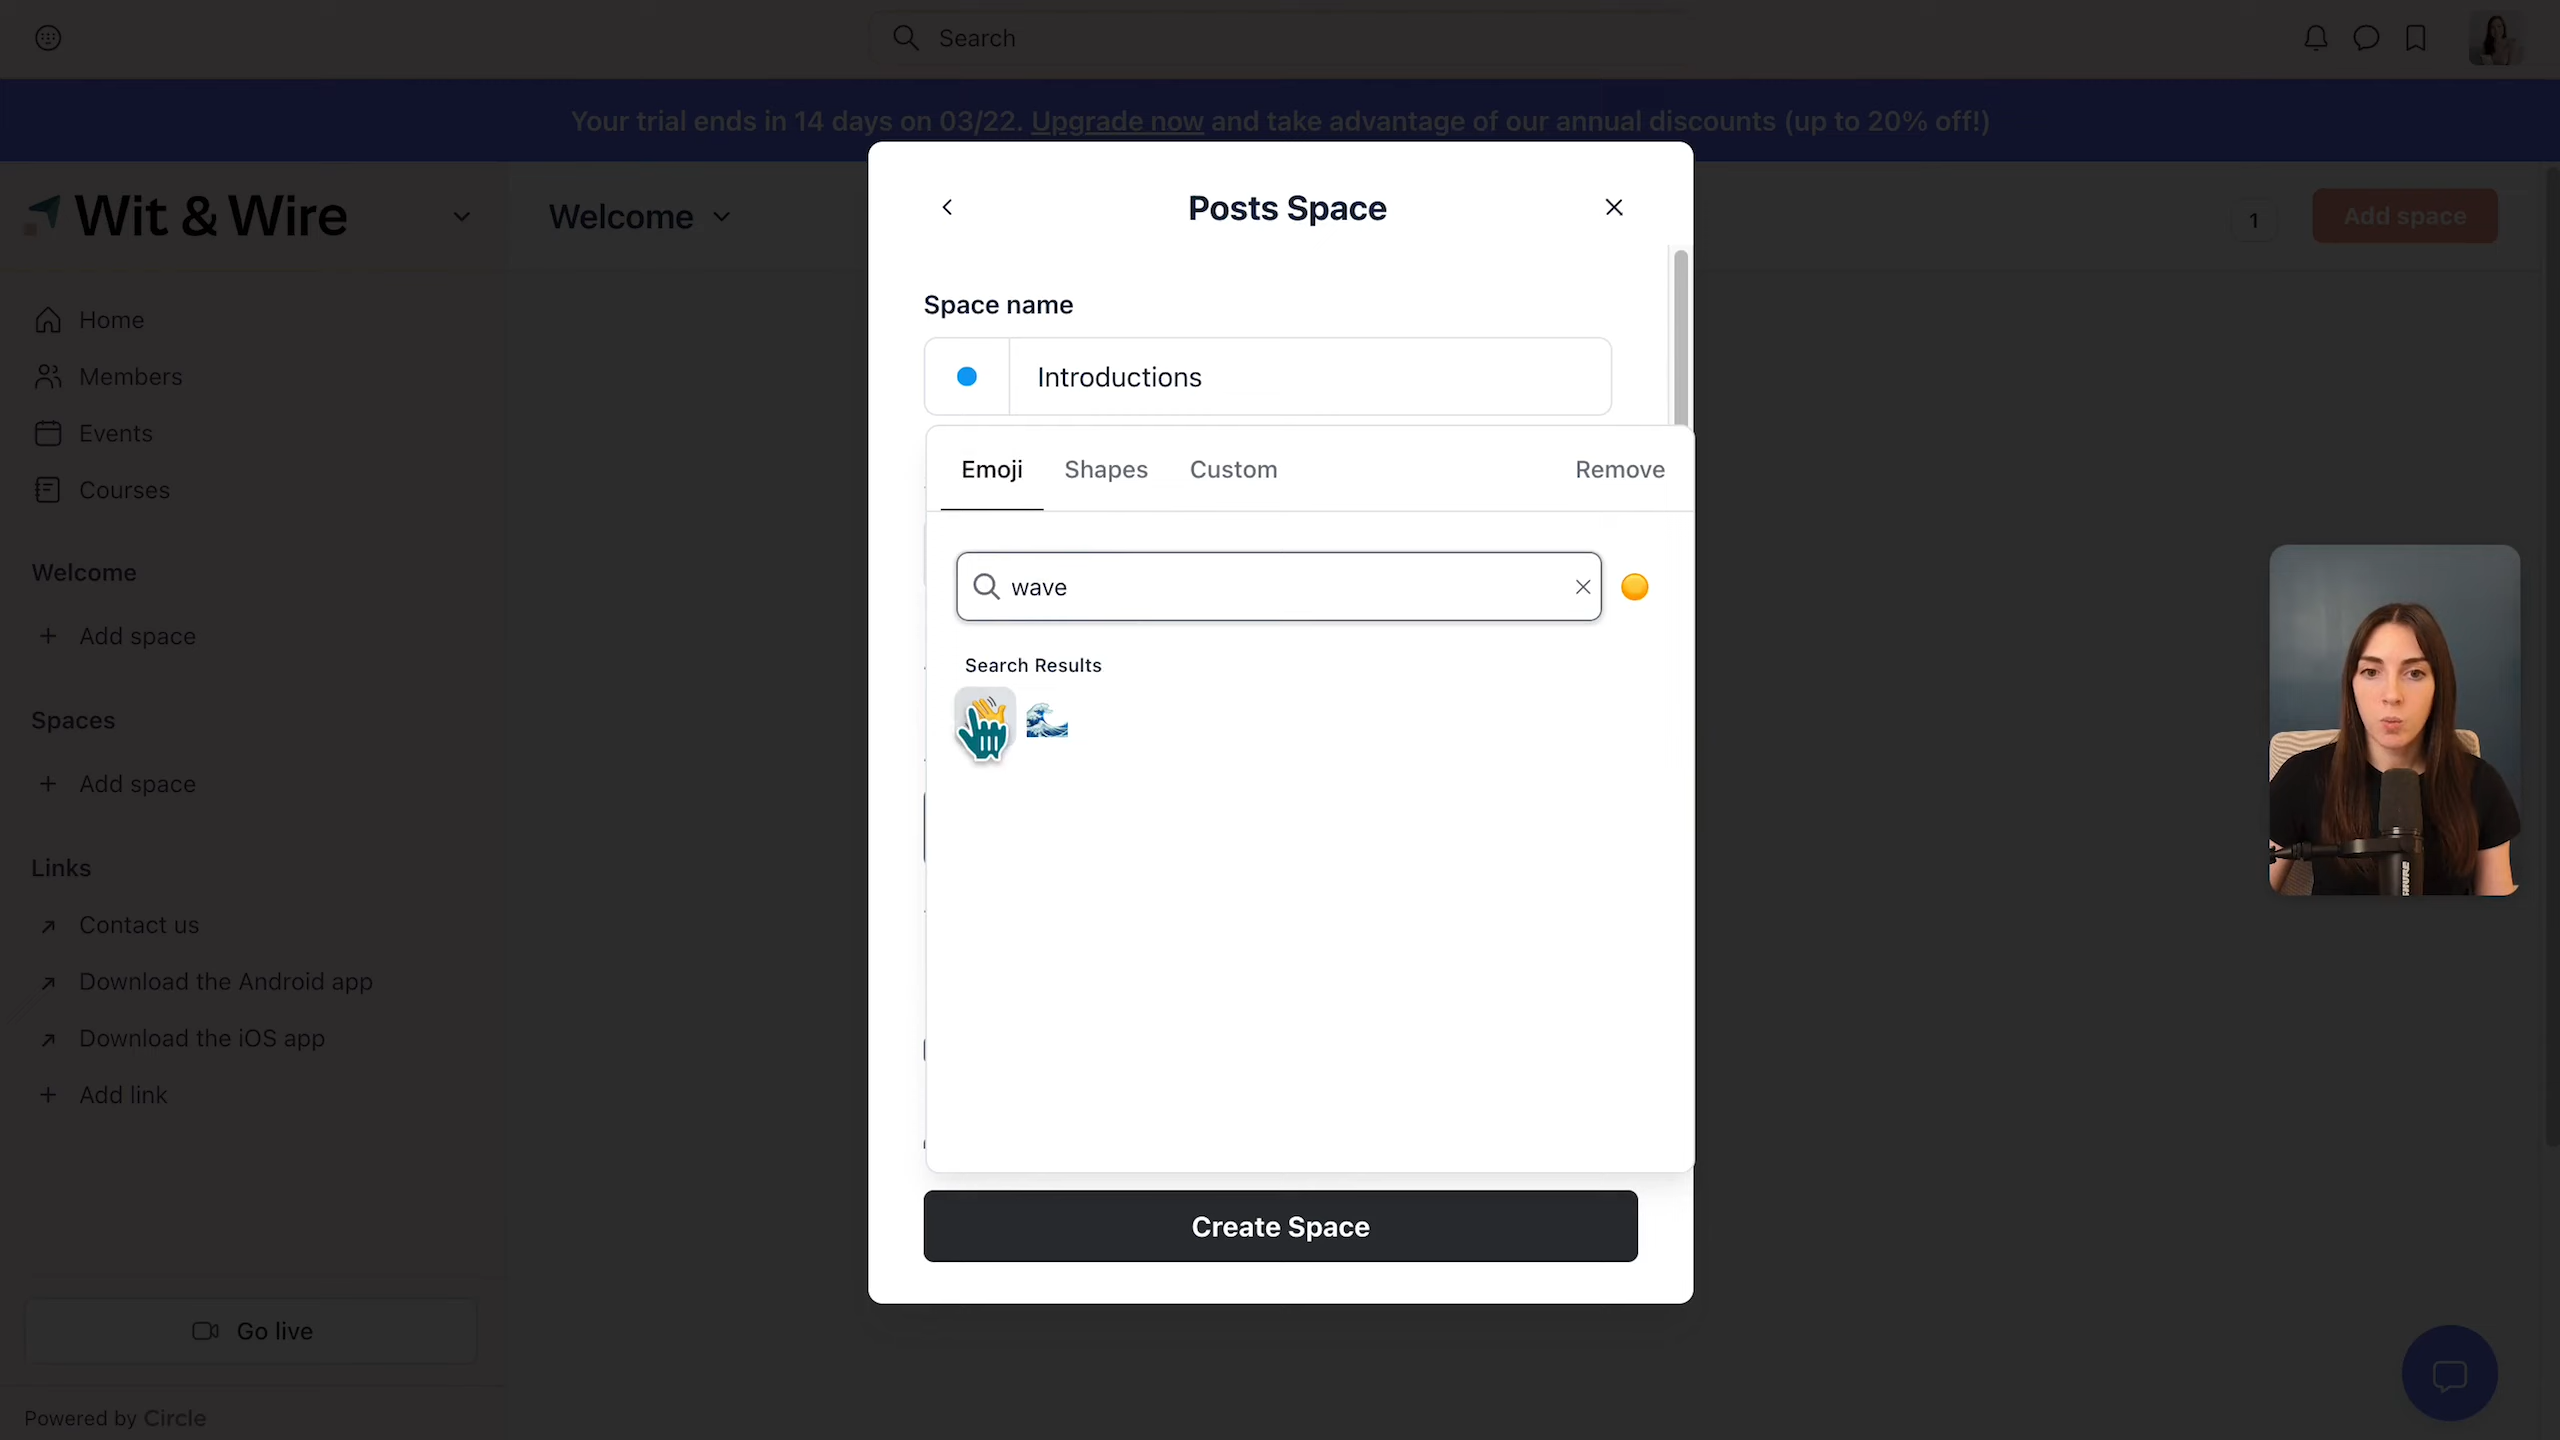 Search
Your trial ends in 14 days on 03/22. Upgrade now and take advantage of our annual discounts (up to 20% off!)
Wit & Wire
Welcome
1
Add space
Home
Members
Events
Courses
Welcome
Add space
Spaces
Add space
Links
Contact us
Download the Android app
Download the iOS app
Add link
Go live
Powered by Circle
Posts Space
Space name
Introductions
Emoji
Shapes
Custom
Remove
wave
Search Results
Create Space
SHURE